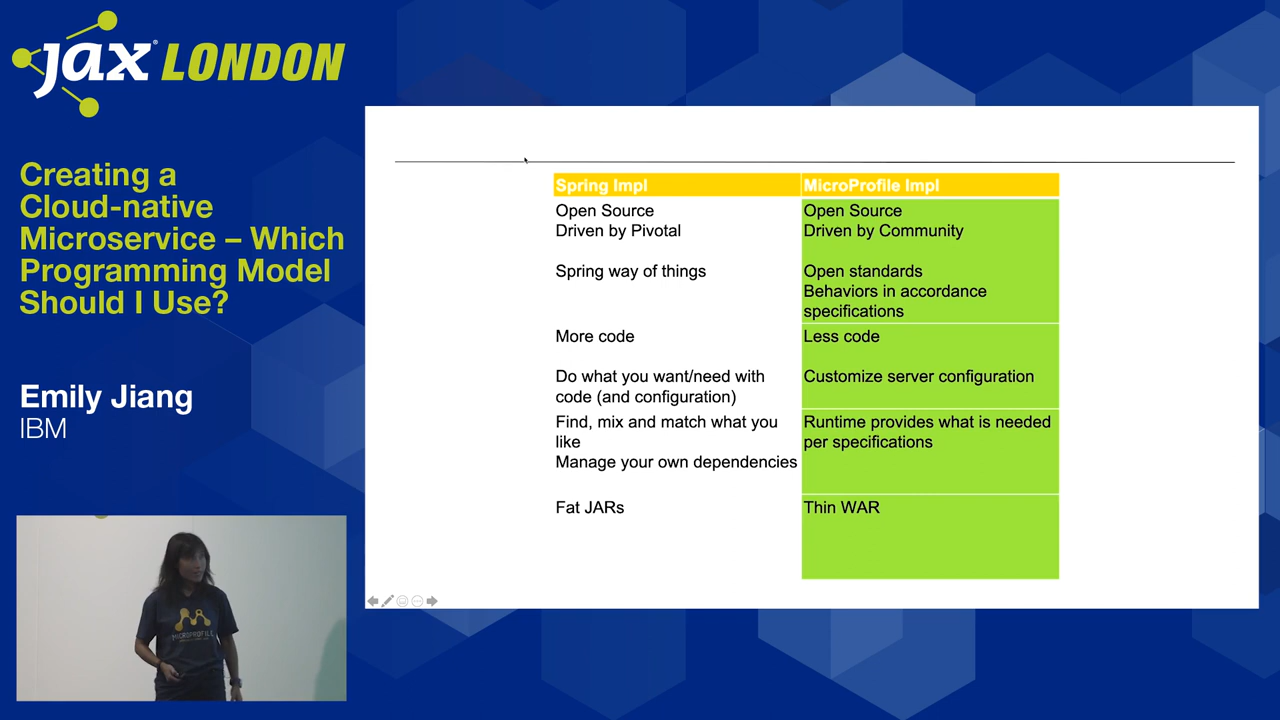 jax LONDON
Creating a
Cloud-native
Microservice – Which
Programming Model
Should I Use?
Emily Jiang
IBM
Spring Impl
MicroProfile Impl
Open Source
Driven by Pivotal
Open Source
Driven by Community
Spring way of things
Open standards
Behaviors in accordance
specifications
More code
Less code
Do what you want/need with
code (and configuration)
Customize server configuration
Find, mix and match what you
like
Manage your own dependencies
Runtime provides what is needed
per specifications
Fat JARs
Thin WAR
MICROPROFILE